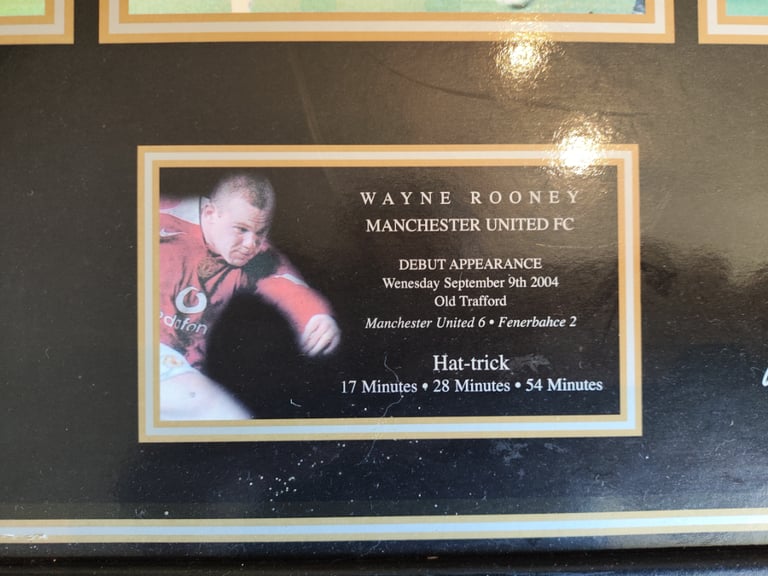 WAYNE ROONEY
MANCHESTER UNITED FC
DEBUT APPEARANCE
Wenesday September 9th 2004
Old Trafford
Manchester United 6 • Fenerbahce 2
Hat-trick
17 Minutes • 28 Minutes • 54 Minutes
vodafon